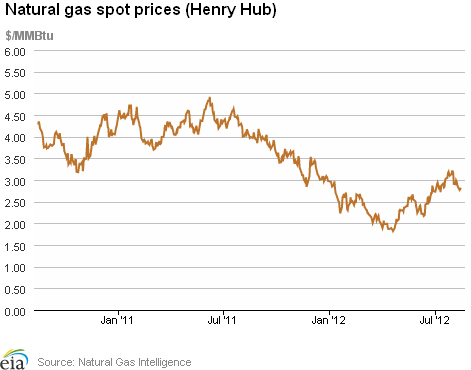 Natural gas spot prices (Henry Hub)
$/MMBtu
6.00
5.50
5.00
4.50
4.00
3.50
3.00
2.50
2.00
1.50
1.00
0.50
0.00
Jan '11
Jul '11
Jan '12
Jul '12
eia
Source: Natural Gas Intelligence